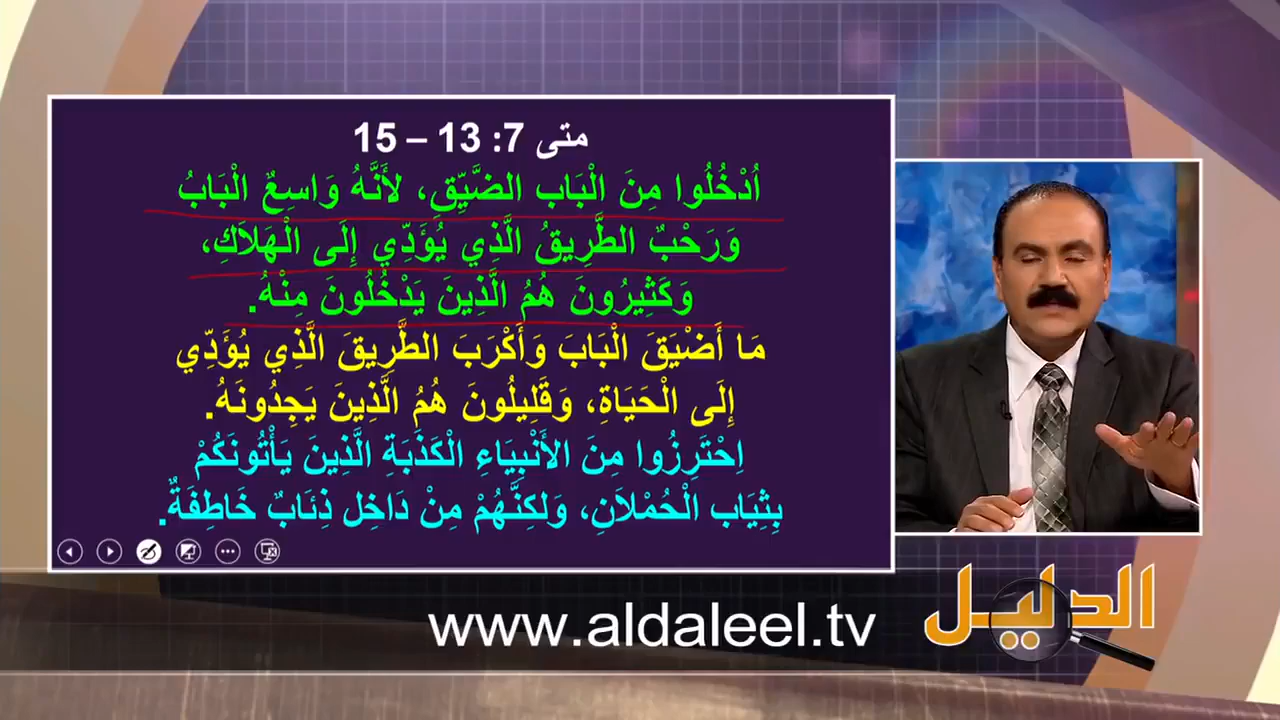 متى 7: 13 – 15
اُدْخُلُوا مِنَ الْبَاب الضَّيِّقِ، لأَنَّهُ وَاسِعٌ الْبَابُ
وَرَحْبٌ الطَّرِيقُ الَّذِي يُؤَدِّي إِلَى الْهَلاَكِ،
وَكَثِيرُونَ هُمُ الَّذِينَ يَدْخُلُونَ مِنْهُ.
مَا أَضْيَقَ الْبَابَ وَأَكْرَبَ الطَّرِيقَ الَّذِي يُؤَدِّي
إِلَى الْحَيَاةِ، وَقَلِيلُونَ هُمُ الَّذِينَ يَجِدُونَهُ.
اِحْتَرِزُوا مِنَ الأَنْبِيَاءِ الْكَذَبَةِ الَّذِينَ يَأْتُونَكُمْ
بِثِيَاب الْحُمْلاَنِ، وَلكِنَّهُمْ مِنْ دَاخِل ذِئَابٌ خَاطِفَةٌ.
www.aldaleel.tv
الدليل